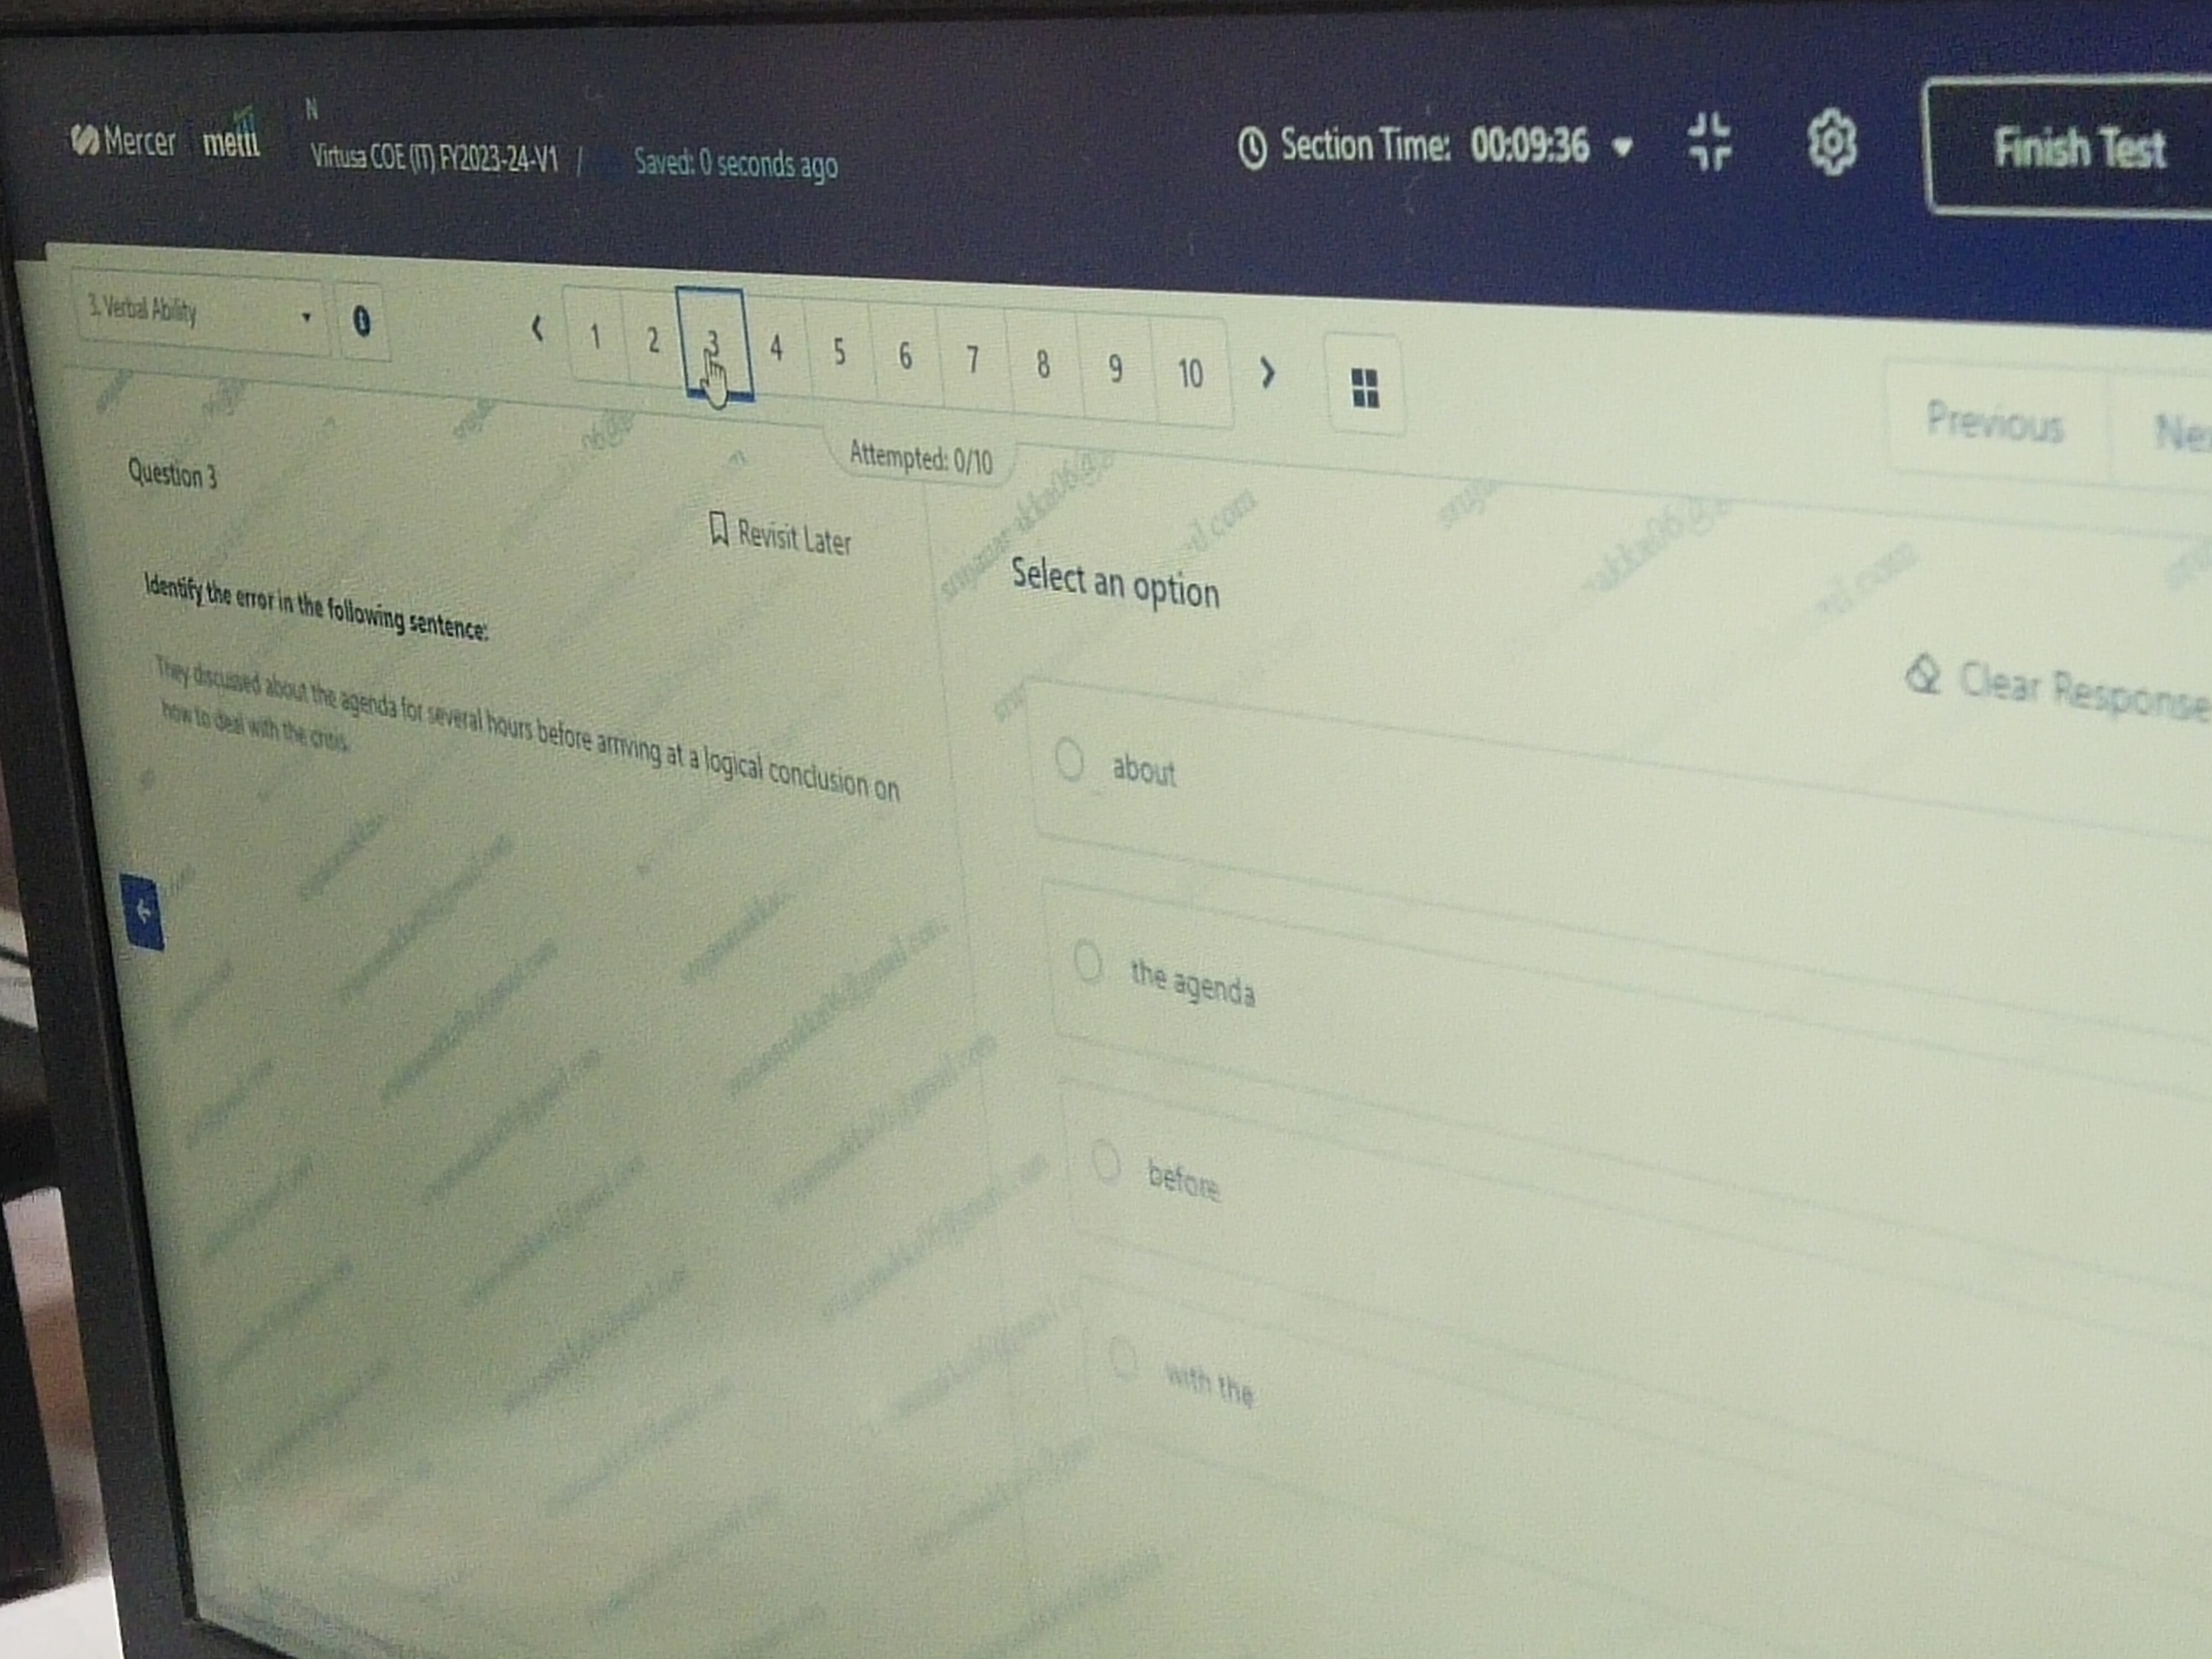 Mercer mettl
N
Virtusa COE (IT) FY2023-24-V1 / Saved: 0 seconds ago
Section Time: 00:09:36
Finish Test
3. Verbal Ability
1 2 3 4 5 6 7 8 9 10
Previous
Attempted: 0/10
Question 3
Revisit Later
Identify the error in the following sentence:
They discussed about the agenda for several hours before arriving at a logical conclusion on
how to deal with the crisis.
Select an option
Clear Response
about
the agenda
before
with the